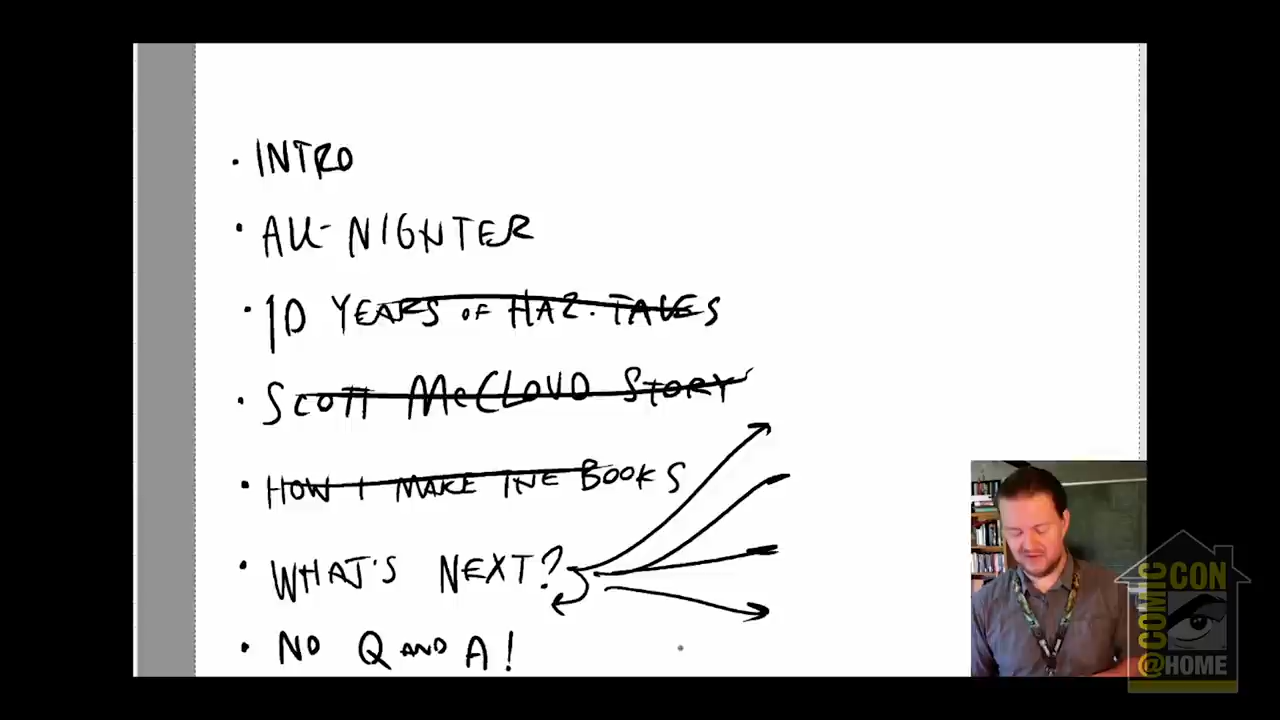 • INTRO
• ALL-NIGHTER
• 10 YEARS OF HAZ. TALES
• SCOTT McCLOUD STORY
• HOW I MAKE THE BOOKS
• WHAT'S NEXT?
• NO Q AND A!
COMIC CON
@HOME